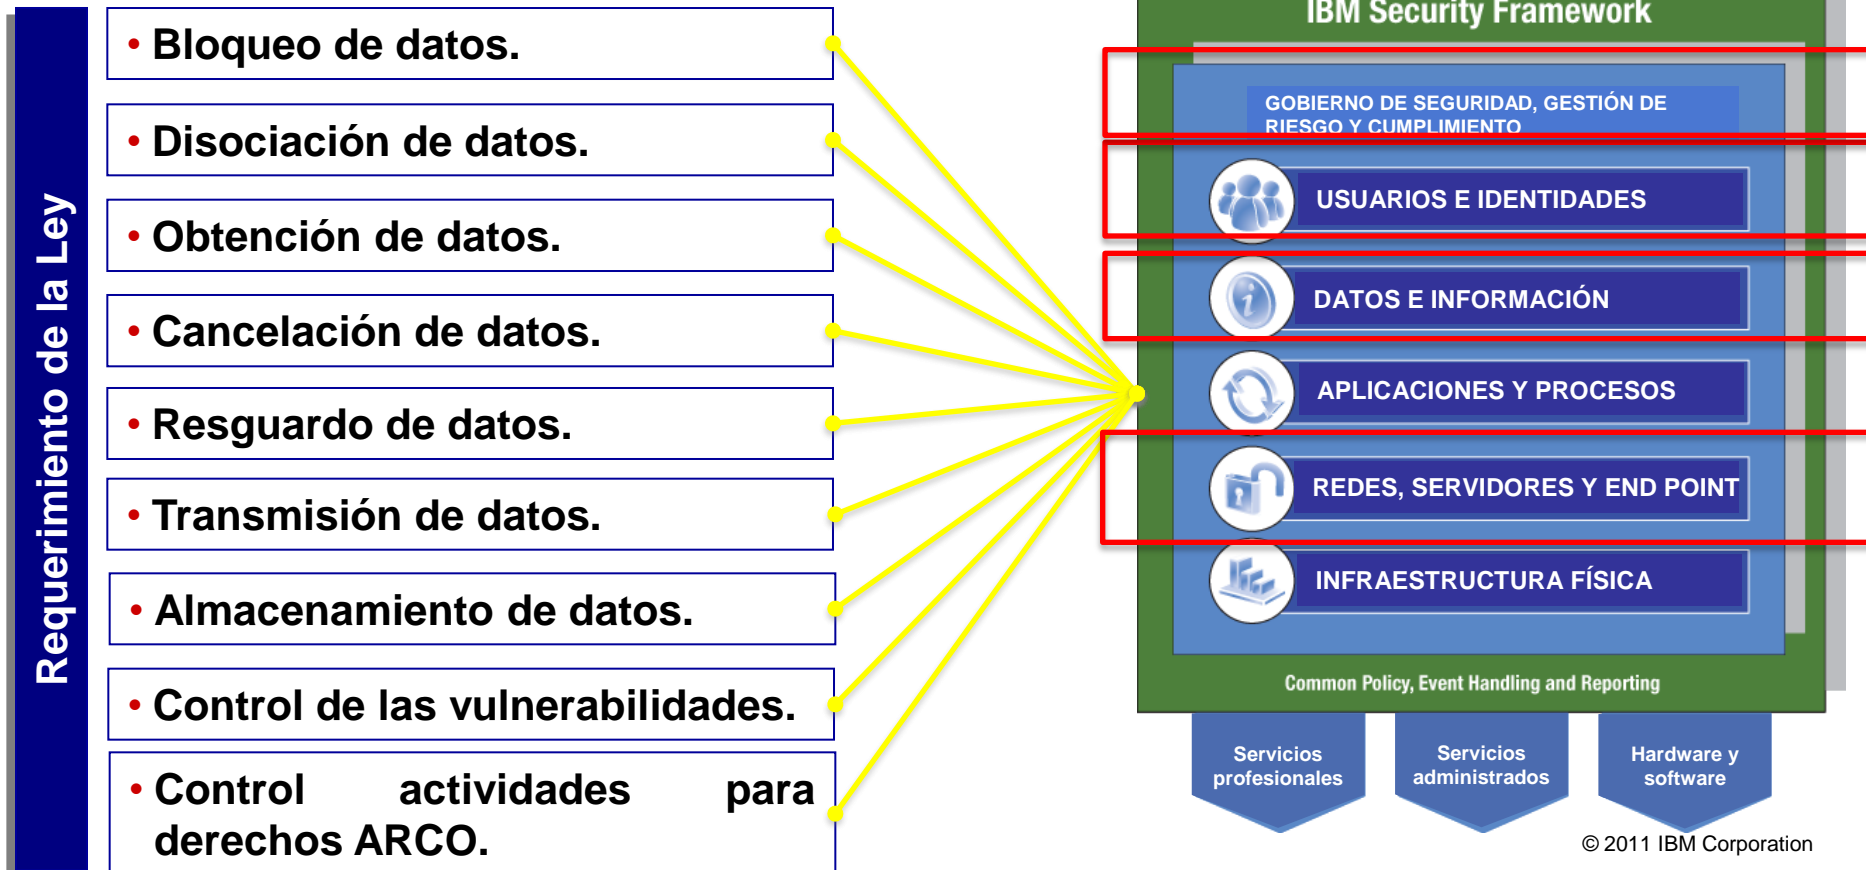 Requerimiento de la Ley
• Bloqueo de datos.
• Disociación de datos.
• Obtención de datos.
• Cancelación de datos.
• Resguardo de datos.
• Transmisión de datos.
• Almacenamiento de datos.
• Control de las vulnerabilidades.
• Control actividades para
derechos ARCO.
IBM Security Framework
GOBIERNO DE SEGURIDAD, GESTIÓN DE
RIESGO Y CUMPLIMIENTO
USUARIOS E IDENTIDADES
DATOS E INFORMACIÓN
APLICACIONES Y PROCESOS
REDES, SERVIDORES Y END POINT
INFRAESTRUCTURA FÍSICA
Common Policy, Event Handling and Reporting
Servicios
profesionales
Servicios
administrados
Hardware y
software
© 2011 IBM Corporation